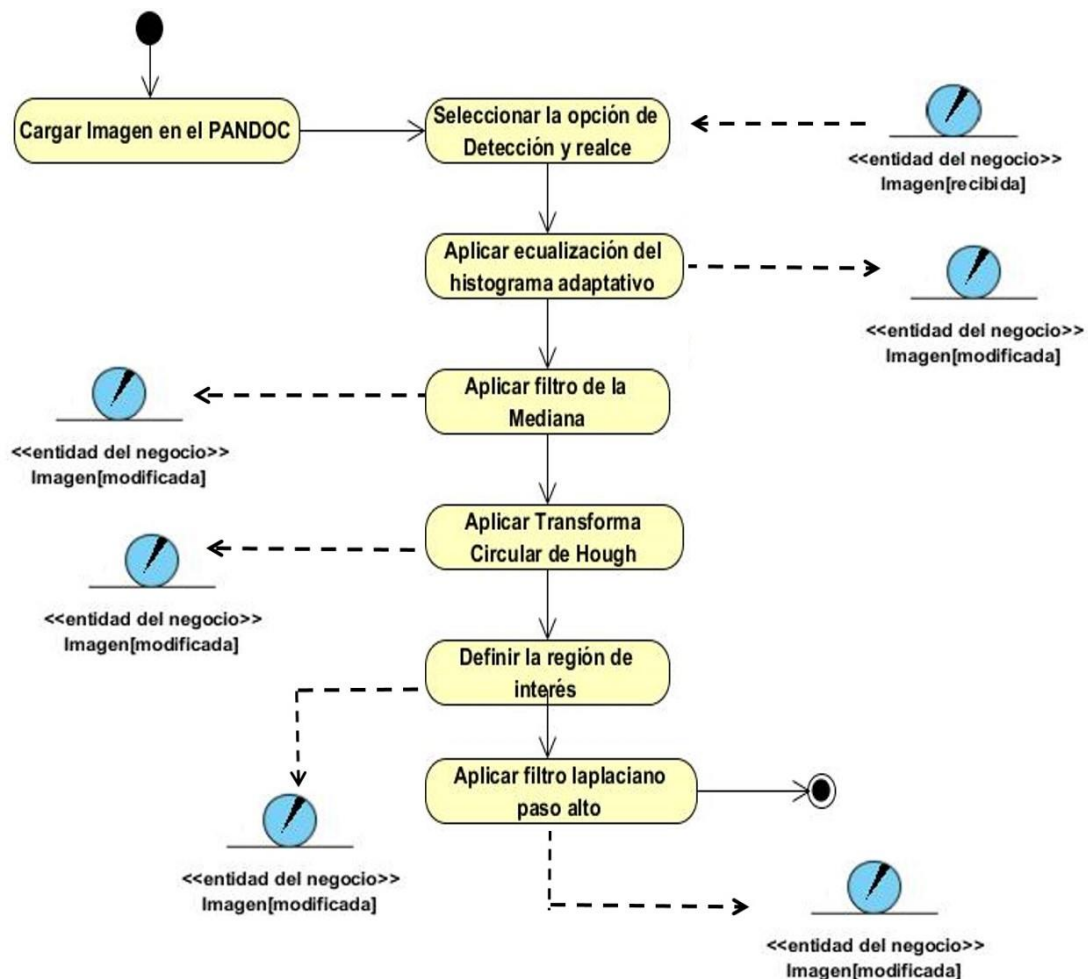 Cargar Imagen en el PANDOC
Seleccionar la opción de
Detección y realce
<<entidad del negocio>>
Imagen[recibida]
Aplicar ecualización del
histograma adaptativo
<<entidad del negocio>>
Imagen[modificada]
Aplicar filtro de la
Mediana
<<entidad del negocio>>
Imagen[modificada]
Aplicar Transforma
Circular de Hough
<<entidad del negocio>>
Imagen[modificada]
Definir la región de
interés
<<entidad del negocio>>
Imagen[modificada]
Aplicar filtro laplaciano
paso alto
<<entidad del negocio>>
Imagen[modificada]